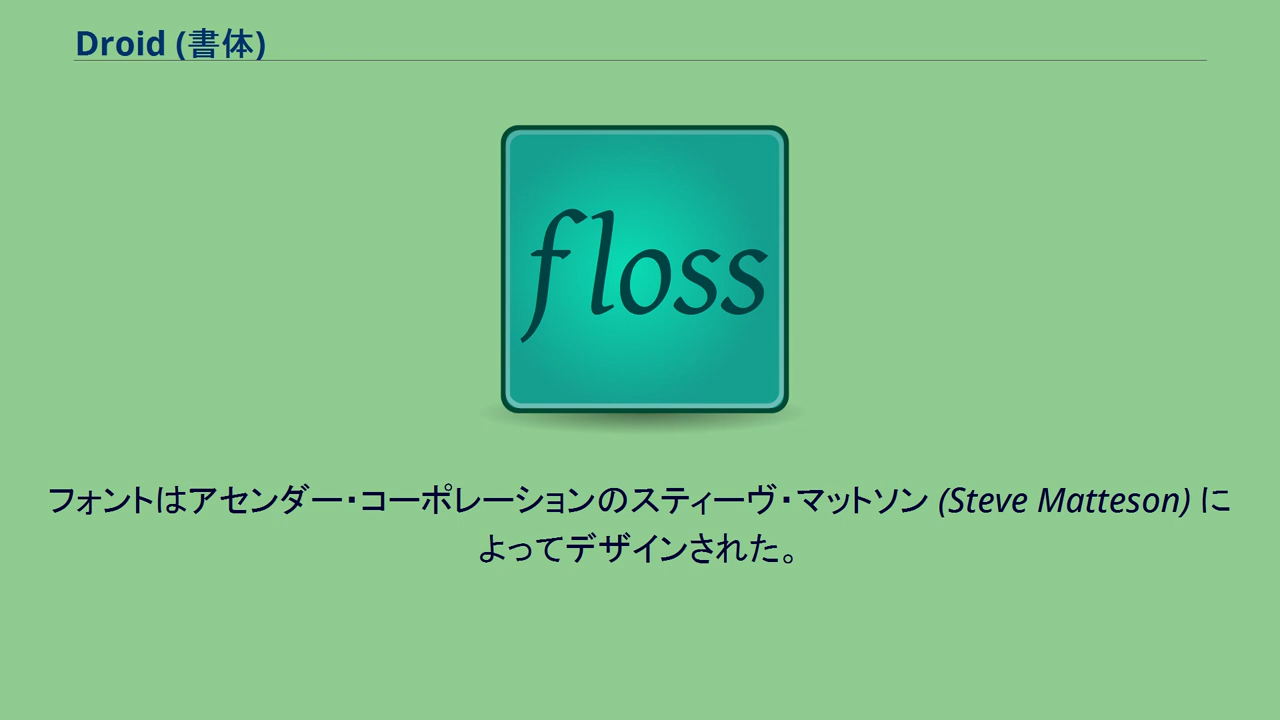 Droid (書体)
floss
フォントはアセンダー・コーポレーションのスティーヴ・マットソン (Steve Matteson) に
よってデザインされた。